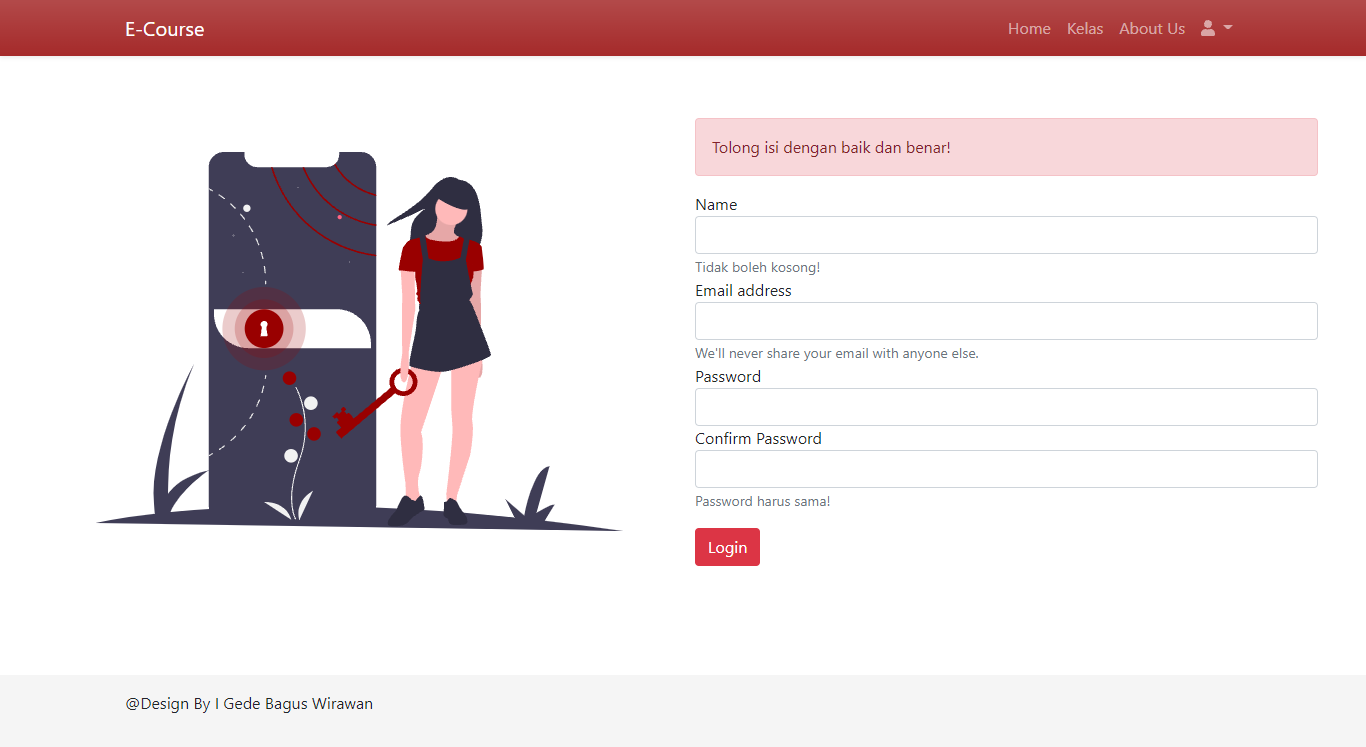 E-Course
Home Kelas About Us
Tolong isi dengan baik dan benar!
Name
Tidak boleh kosong!
Email address
We'll never share your email with anyone else.
Password
Confirm Password
Password harus sama!
Login
@Design By I Gede Bagus Wirawan